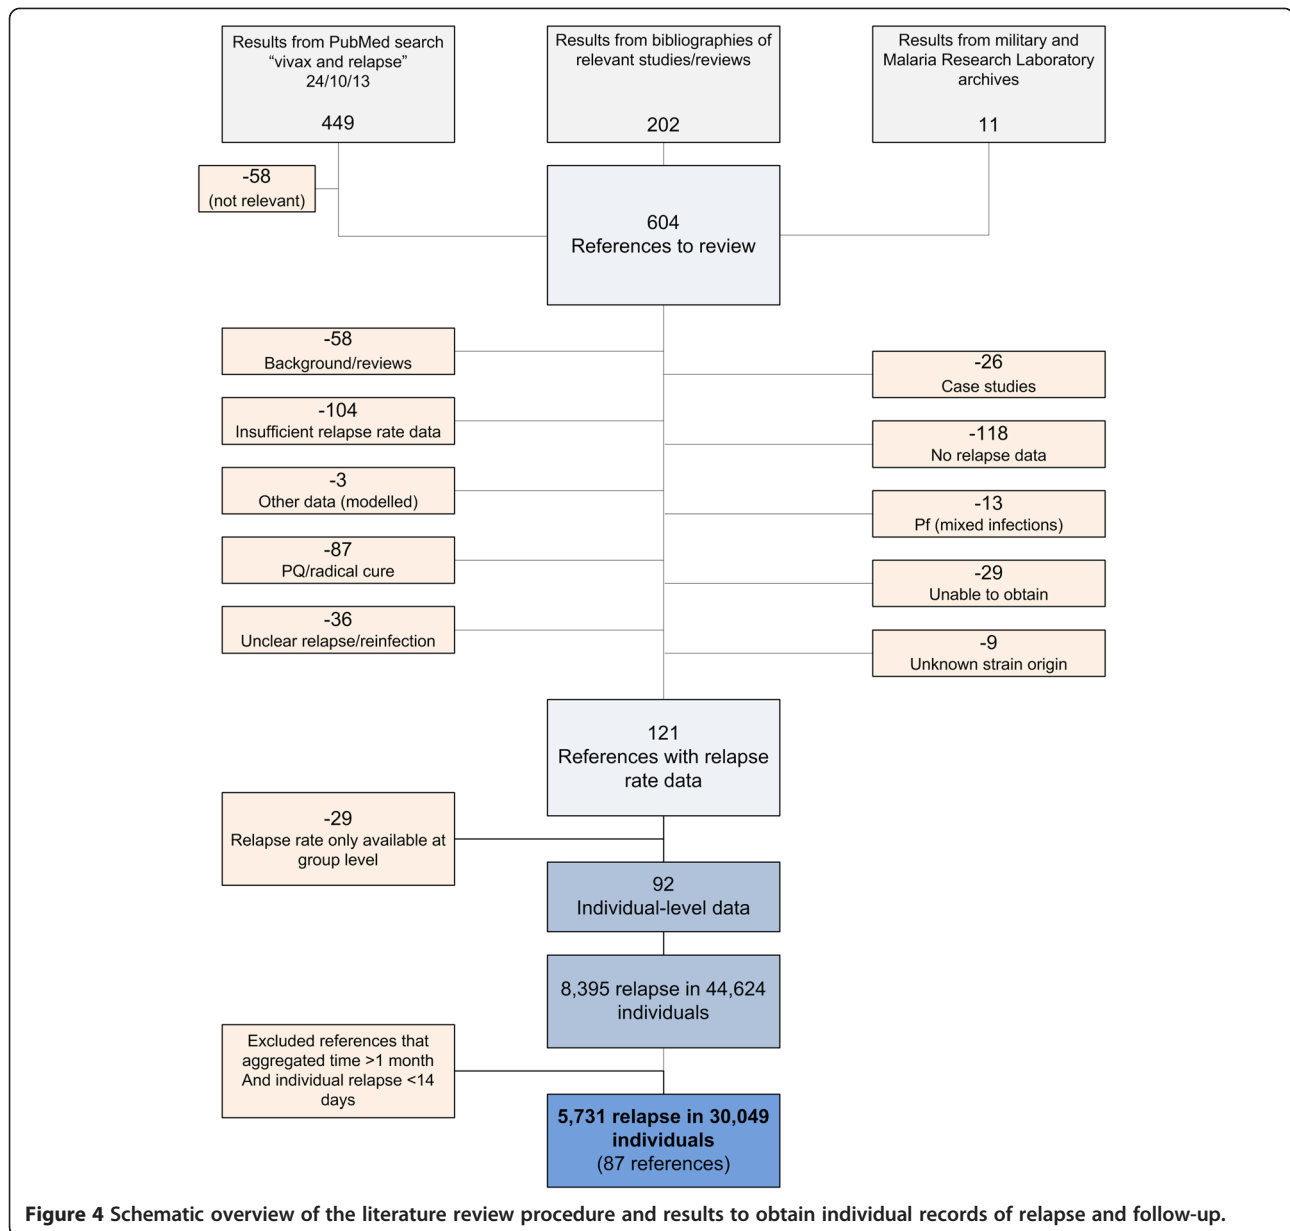 Results from PubMed search
“vivax and relapse”
24/10/13
449
Results from bibliographies of
relevant studies/reviews
202
Results from military and
Malaria Research Laboratory
archives
11
-58
(not relevant)
604
References to review
-58
Background/reviews
-26
Case studies
-104
Insufficient relapse rate data
-118
No relapse data
-3
Other data (modelled)
-13
Pf (mixed infections)
-87
PQ/radical cure
-29
Unable to obtain
-36
Unclear relapse/reinfection
-9
Unknown strain origin
121
References with relapse
rate data
-29
Relapse rate only available at
group level
92
Individual-level data
8,395 relapse in 44,624
individuals
Excluded references that
aggregated time >1 month
And individual relapse <14
days
5,731 relapse in 30,049
individuals
(87 references)
Figure 4 Schematic overview of the literature review procedure and results to obtain individual records of relapse and follow-up.